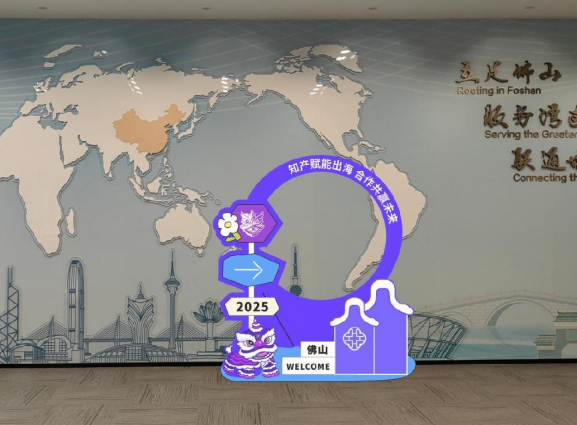 立足佛山
Rooting in Foshan
服务湾
Serving the Greate
联通
Connecting th
知产赋能出海 合作共赢未来
2025
佛山
WELCOME